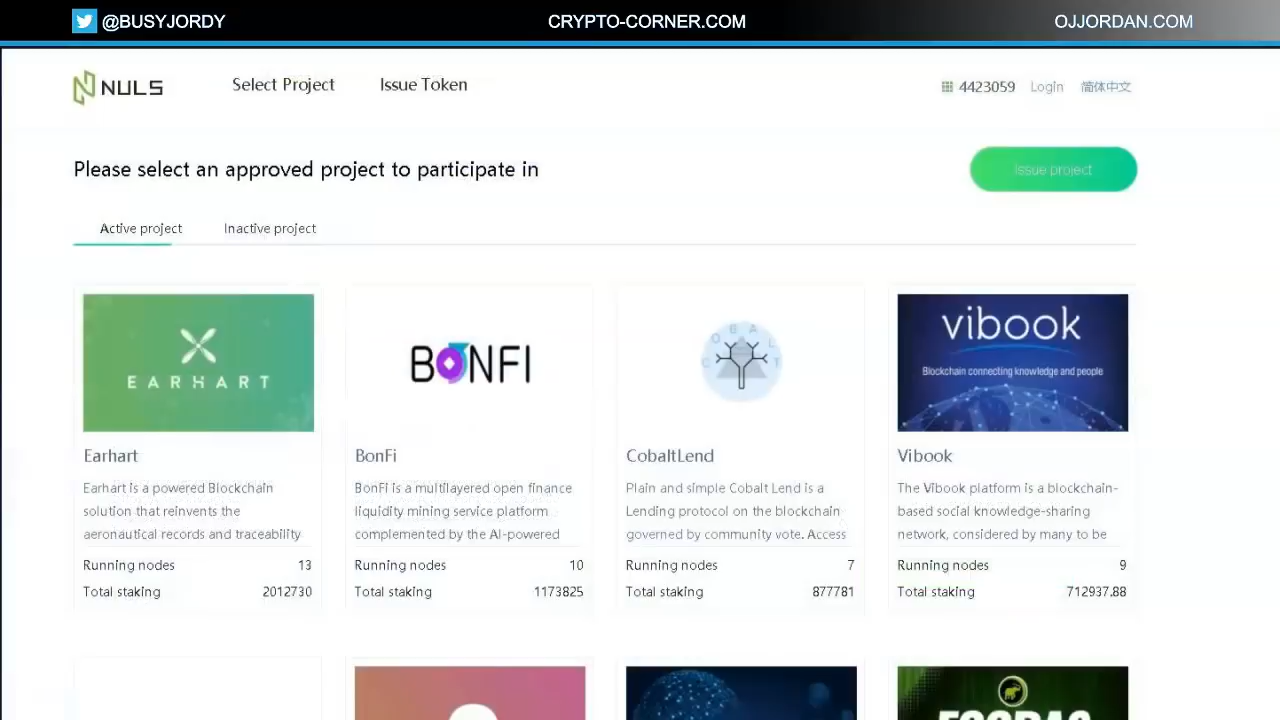 @BUSYJORDY CRYPTO-CORNER.COM OJJORDAN.COM
NULS Select Project Issue Token 4423059 Login 简体中文
Please select an approved project to participate in Issue project
Active project Inactive project
EARHART
BONFI
COBALT
vibook
Blockchain connecting knowledge and people
Earhart
Earhart is a powered Blockchain
solution that reinvents the
aeronautical records and traceability
Running nodes 13
Total staking 2012730
BonFi
BonFi is a multilayered open finance
liquidity mining service platform
complemented by the AI-powered
Running nodes 10
Total staking 1173825
CobaltLend
Plain and simple Cobalt Lend is a
Lending protocol on the blockchain
governed by community vote. Access
Running nodes 7
Total staking 877781
Vibook
The Vibook platform is a blockchain-
based social knowledge-sharing
network, considered by many to be
Running nodes 9
Total staking 712937.88